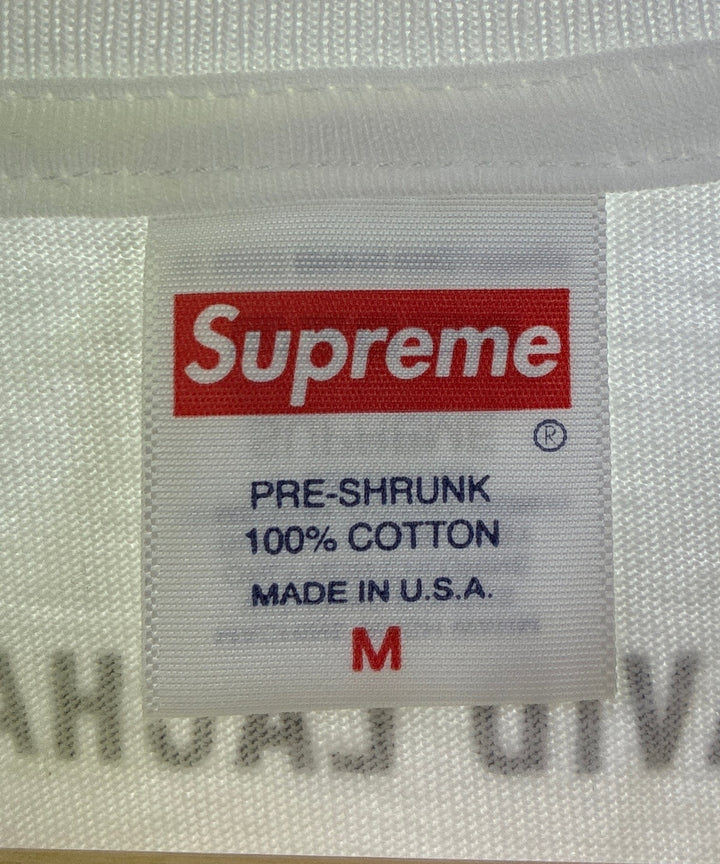 Supreme
®
PRE-SHRUNK
100% COTTON
MADE IN U.S.A.
M